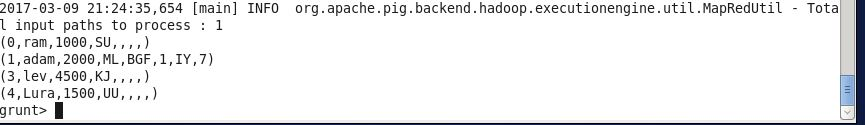 2017-03-09 21:24:35,654 [main] INFO  org.apache.pig.backend.hadoop.executionengine.util.MapRedUtil - Tota
l input paths to process : 1
(0,ram,1000,SU,,,,)
(1,adam,2000,ML,BGF,1,IY,7)
(3,lev,4500,KJ,,,,)
(4,Lura,1500,UU,,,,)
grunt>